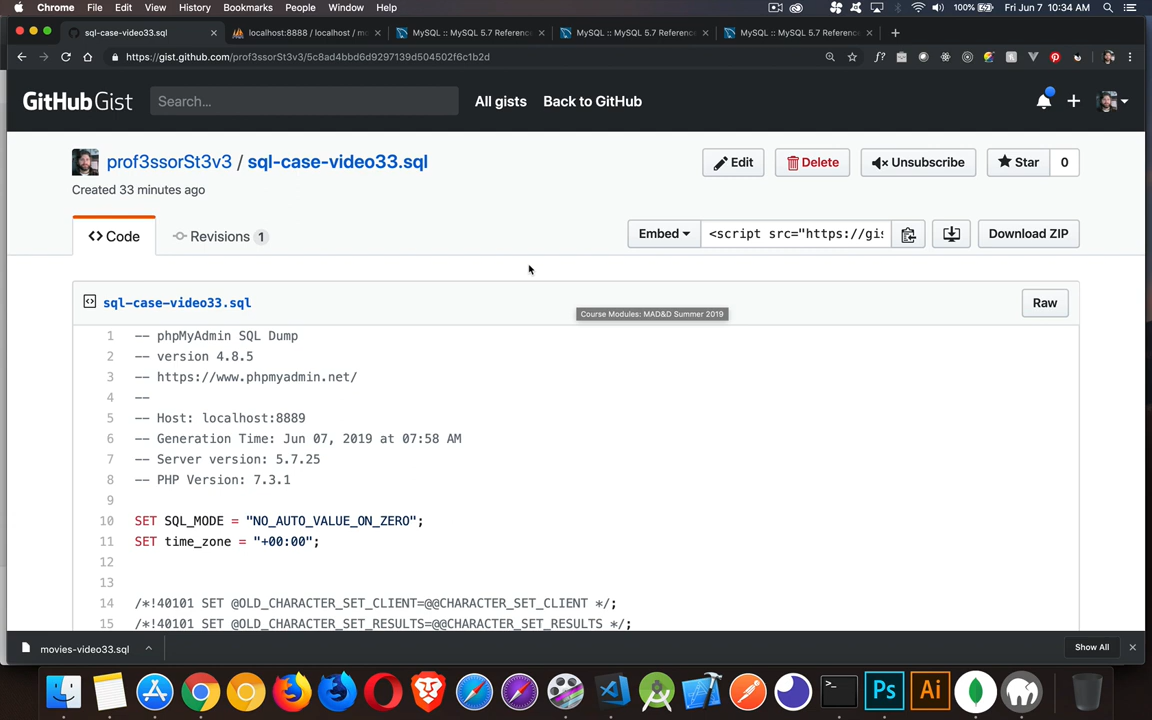 Chrome File Edit View History Bookmarks People Window Help 100% Fri Jun 7 10:34 AM
sql-case-video33.sql localhost:8888 / localhost / mo MySQL :: MySQL 5.7 Reference MySQL :: MySQL 5.7 Reference MySQL :: MySQL 5.7 Reference
https://gist.github.com/prof3ssorSt3v3/5c8ad4bbd6d9297139d504502f6c1b2d
GitHub Gist Search... All gists Back to GitHub
prof3ssorSt3v3 / sql-case-video33.sql Edit Delete Unsubscribe Star 0
Created 33 minutes ago
Code Revisions 1 Embed <script src="https://gis Download ZIP
sql-case-video33.sql Raw
Course Modules: MAD&D Summer 2019
1 -- phpMyAdmin SQL Dump
2 -- version 4.8.5
3 -- https://www.phpmyadmin.net/
4 --
5 -- Host: localhost:8889
6 -- Generation Time: Jun 07, 2019 at 07:58 AM
7 -- Server version: 5.7.25
8 -- PHP Version: 7.3.1
9
10 SET SQL_MODE = "NO_AUTO_VALUE_ON_ZERO";
11 SET time_zone = "+00:00";
12
13
14 /*!40101 SET @OLD_CHARACTER_SET_CLIENT=@@CHARACTER_SET_CLIENT */;
15 /*!40101 SET @OLD_CHARACTER_SET_RESULTS=@@CHARACTER_SET_RESULTS */;
movies-video33.sql Show All
Ps Ai